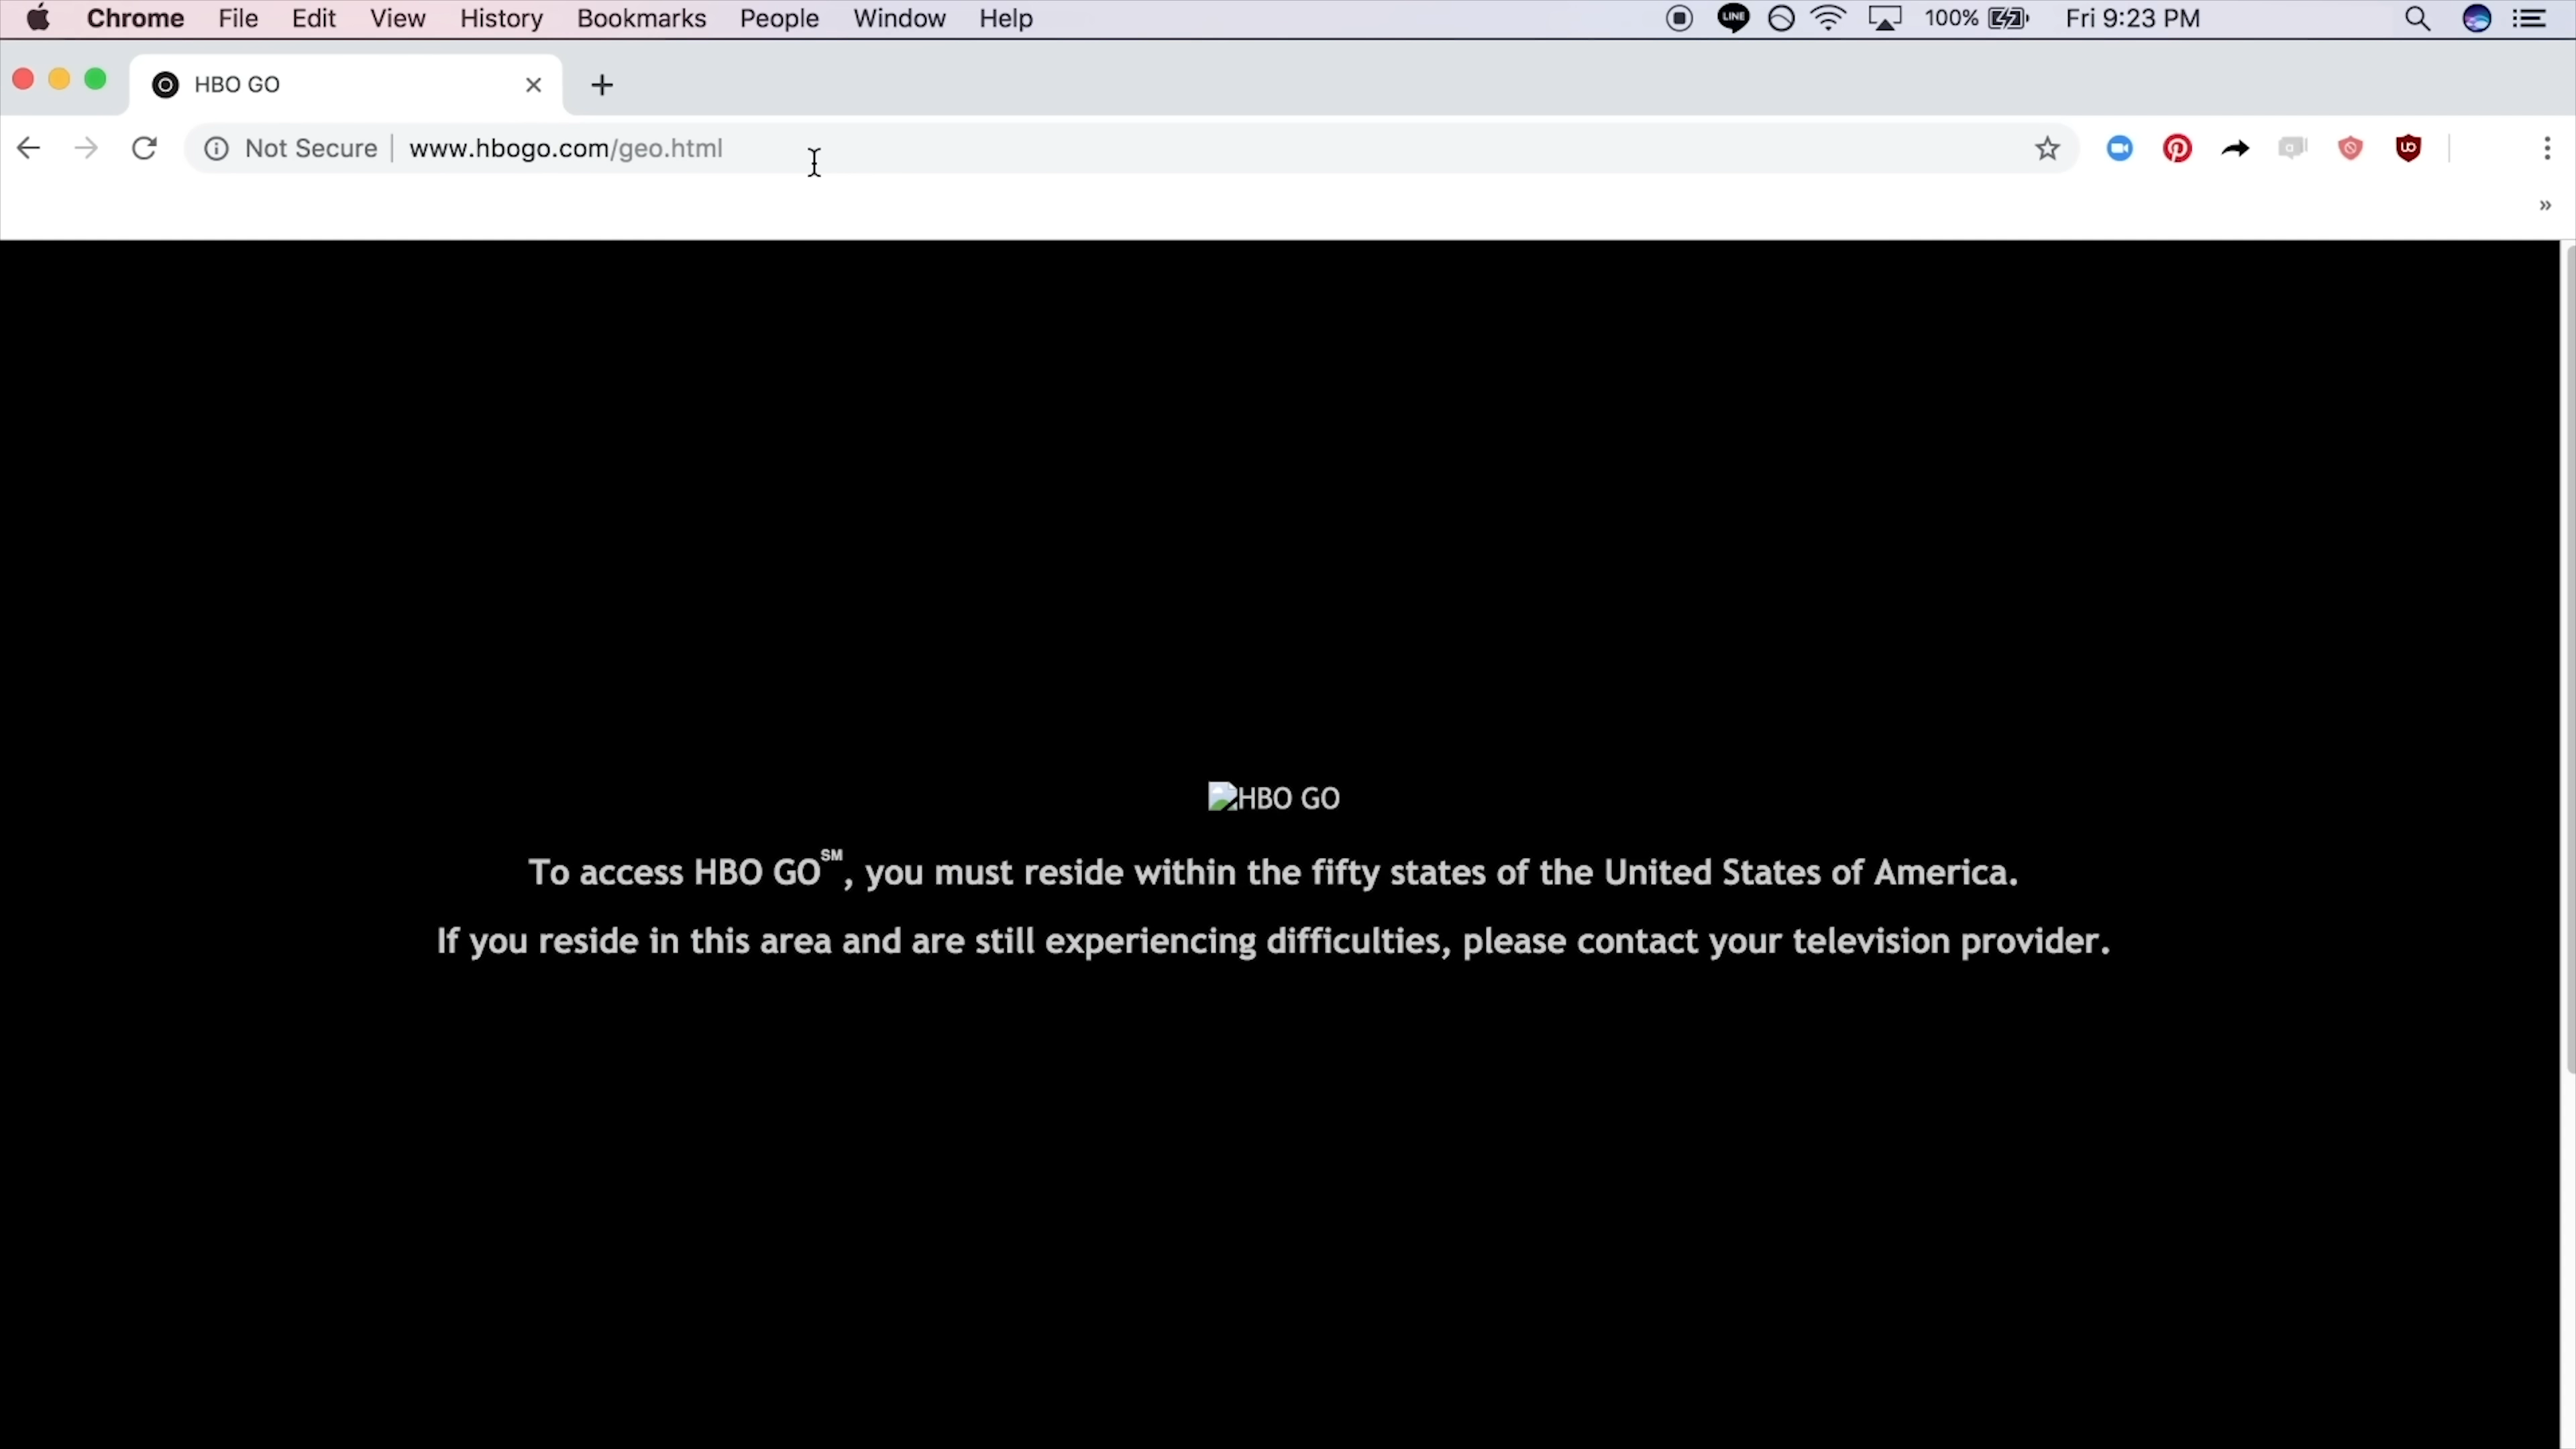 Chrome File Edit View History Bookmarks People Window Help LINE 100% Fri 9:23 PM
HBO GO
Not Secure www.hbogo.com/geo.html
»
HBO GO
To access HBO GO℠, you must reside within the fifty states of the United States of America.
If you reside in this area and are still experiencing difficulties, please contact your television provider.